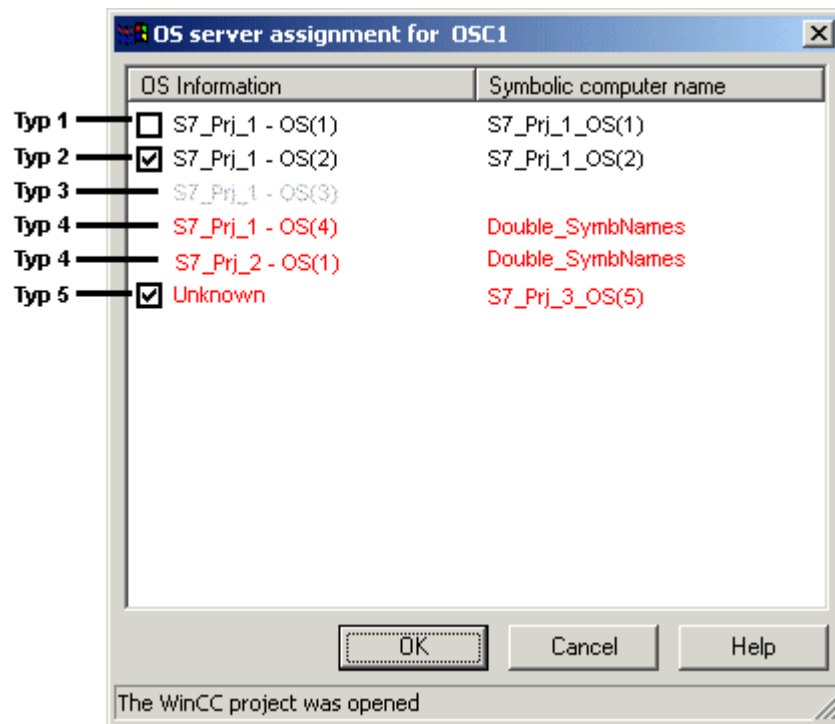 OS server assignment for OSC1
OS Information Symbolic computer name
Typ 1 S7_Prj_1 - OS(1) S7_Prj_1_OS(1)
Typ 2 S7_Prj_1 - OS(2) S7_Prj_1_OS(2)
Typ 3 S7_Prj_1 - OS(3)
Typ 4 S7_Prj_1 - OS(4) Double_SymbNames
Typ 4 S7_Prj_2 - OS(1) Double_SymbNames
Typ 5 Unknown S7_Prj_3_OS(5)
OK Cancel Help
The WinCC project was opened